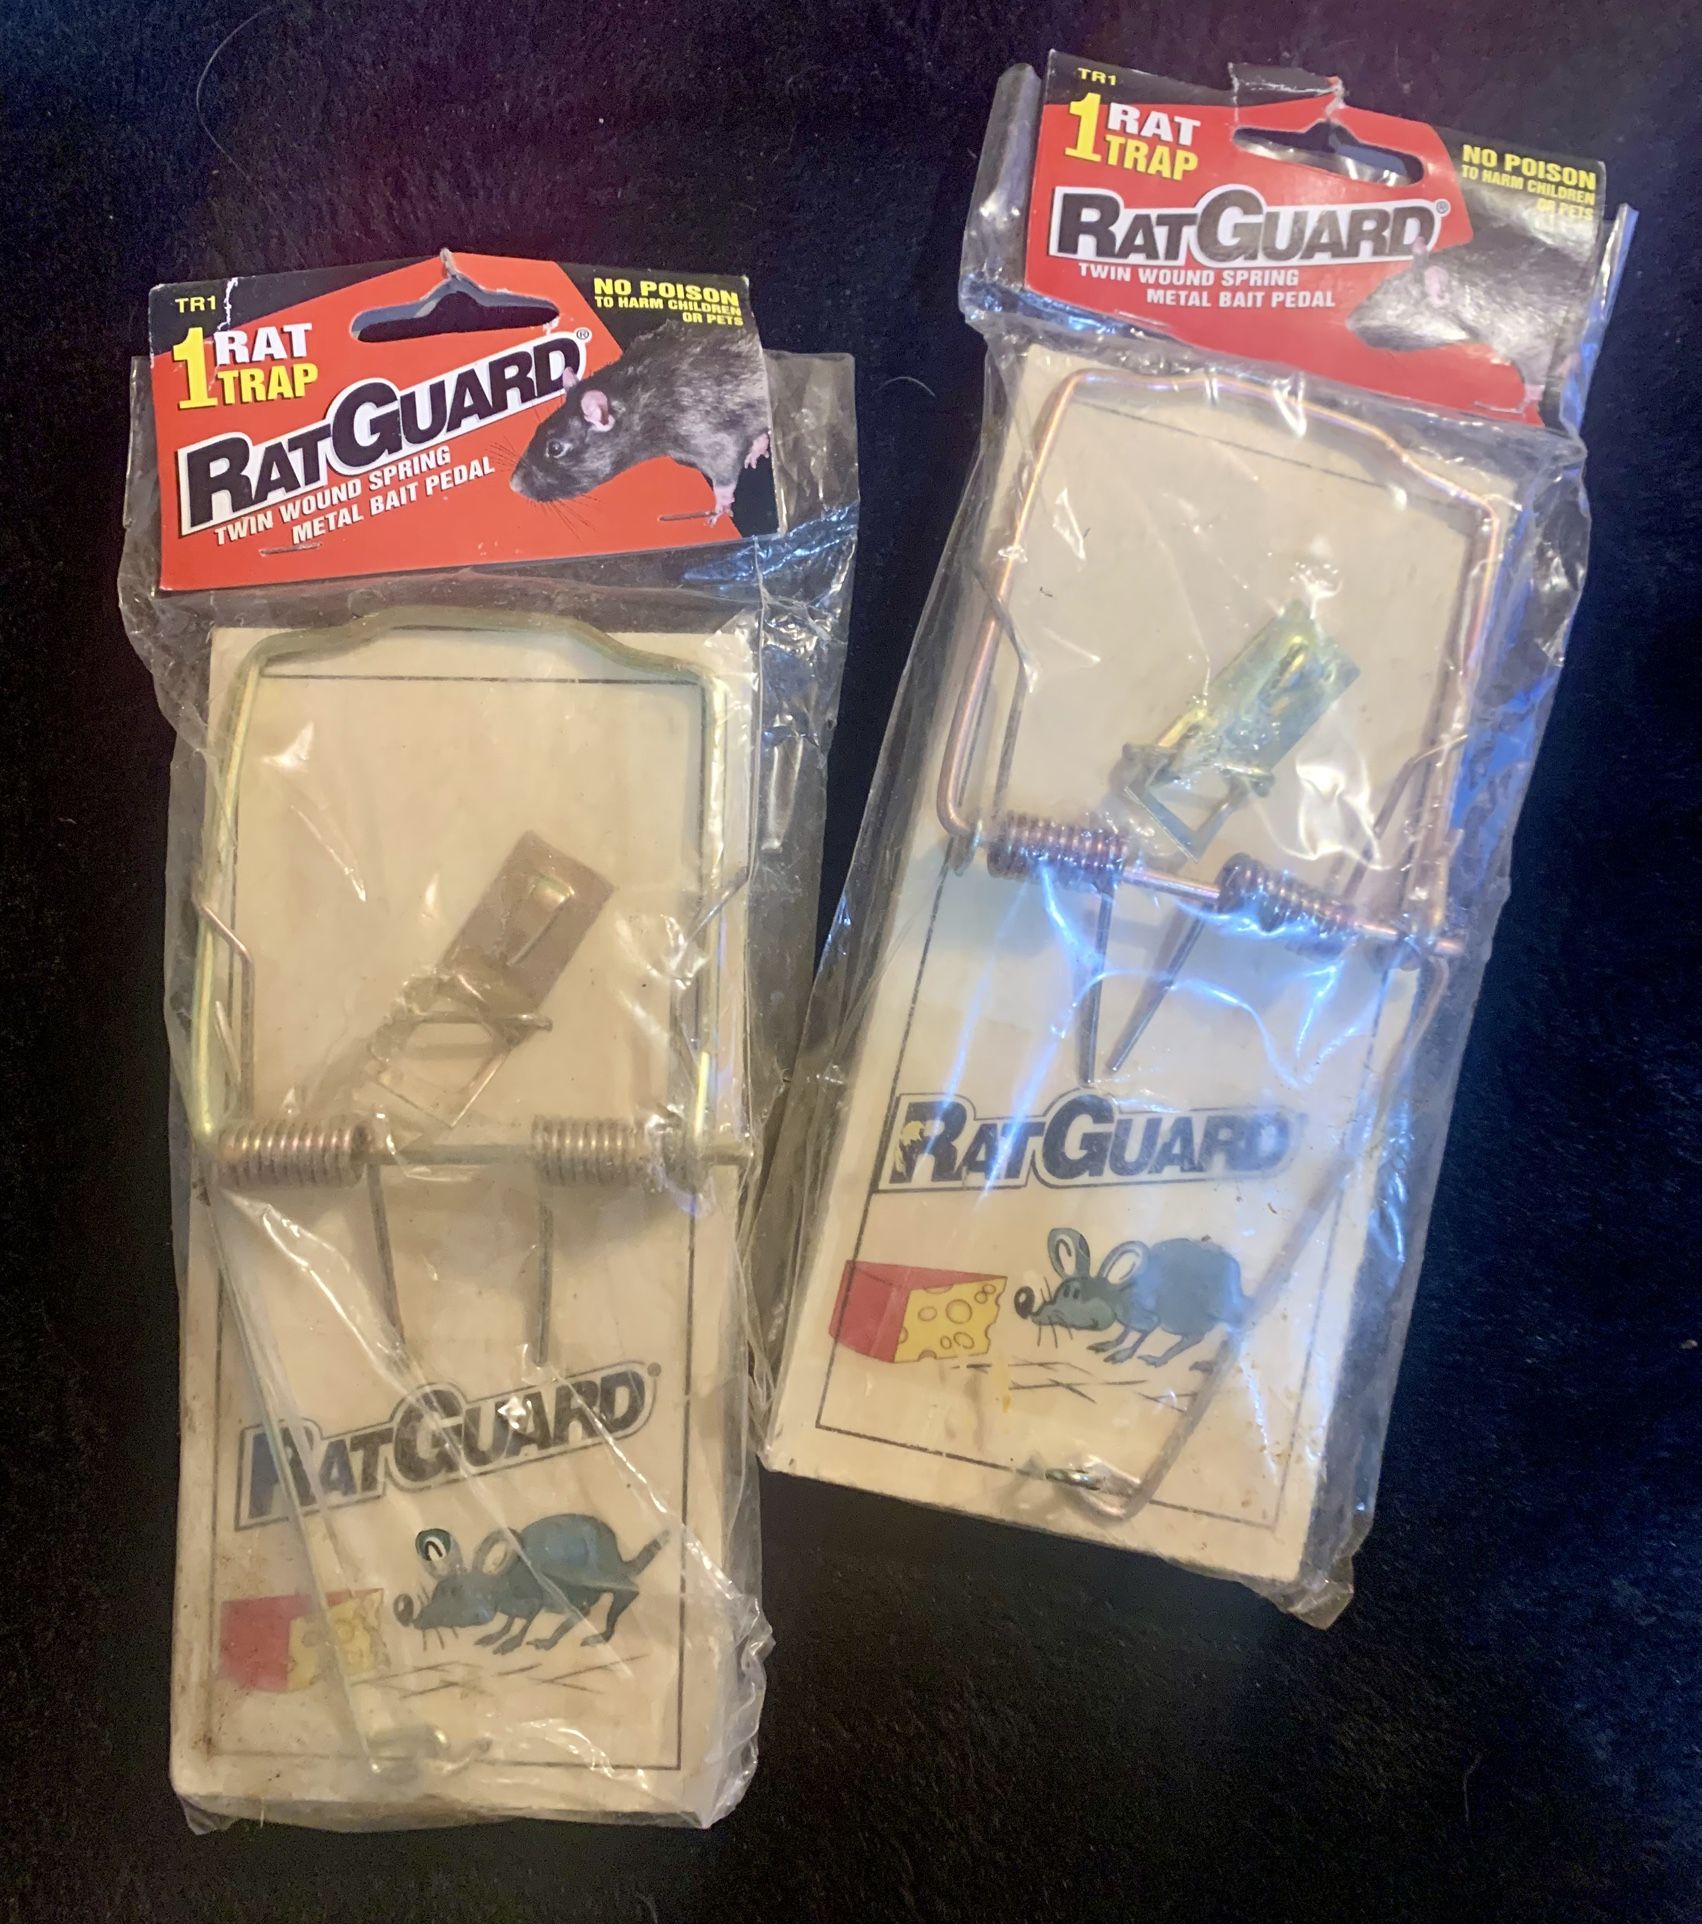 TR1
1 RAT
TRAP
NO POISON
TO HARM CHILDREN
OR PETS
RATGUARD®
TWIN WOUND SPRING
METAL BAIT PEDAL
RATGUARD®
TR1
1 RAT
TRAP
NO POISON
TO HARM CHILDREN
OR PETS
RATGUARD®
TWIN WOUND SPRING
METAL BAIT PEDAL
RATGUARD